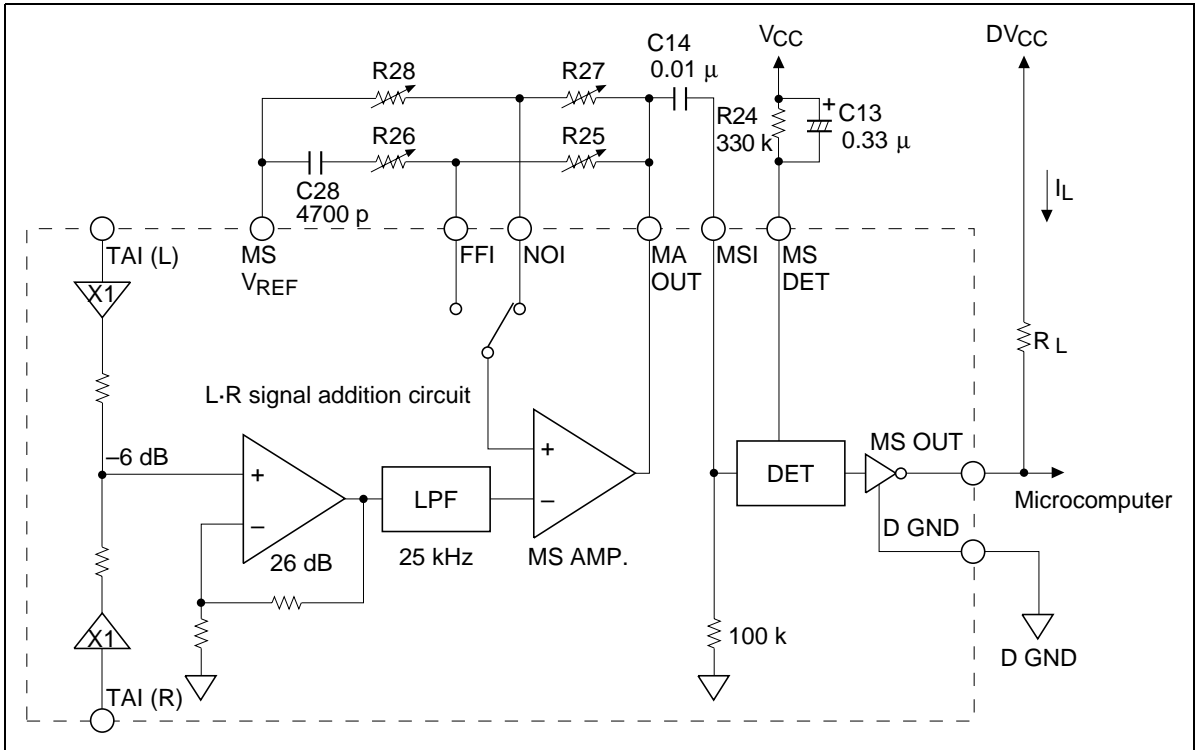 C14
0.01 μ
VCC
DVCC
R28
R27
R24
330 k
+
C13
0.33 μ
R26
R25
C28
4700 p
IL
TAI (L)
MS
VREF
FFI
NOI
MA
OUT
MSI
MS
DET
X1
RL
L·R signal addition circuit
–6 dB
+
–
26 dB
LPF
25 kHz
+
–
MS AMP.
DET
MS OUT
Microcomputer
D GND
X1
100 k
D GND
TAI (R)